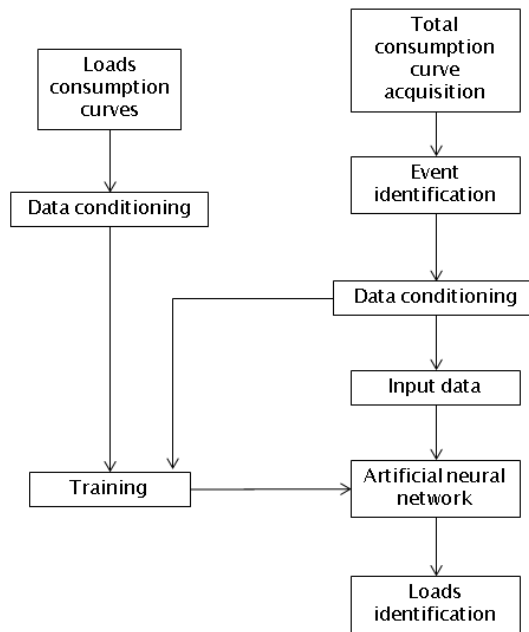 Total
consumption
curve
acquisition
Loads
consumption
curves
Event
identification
Data conditioning
Data conditioning
Input data
Training
Artificial neural
network
Loads
identification